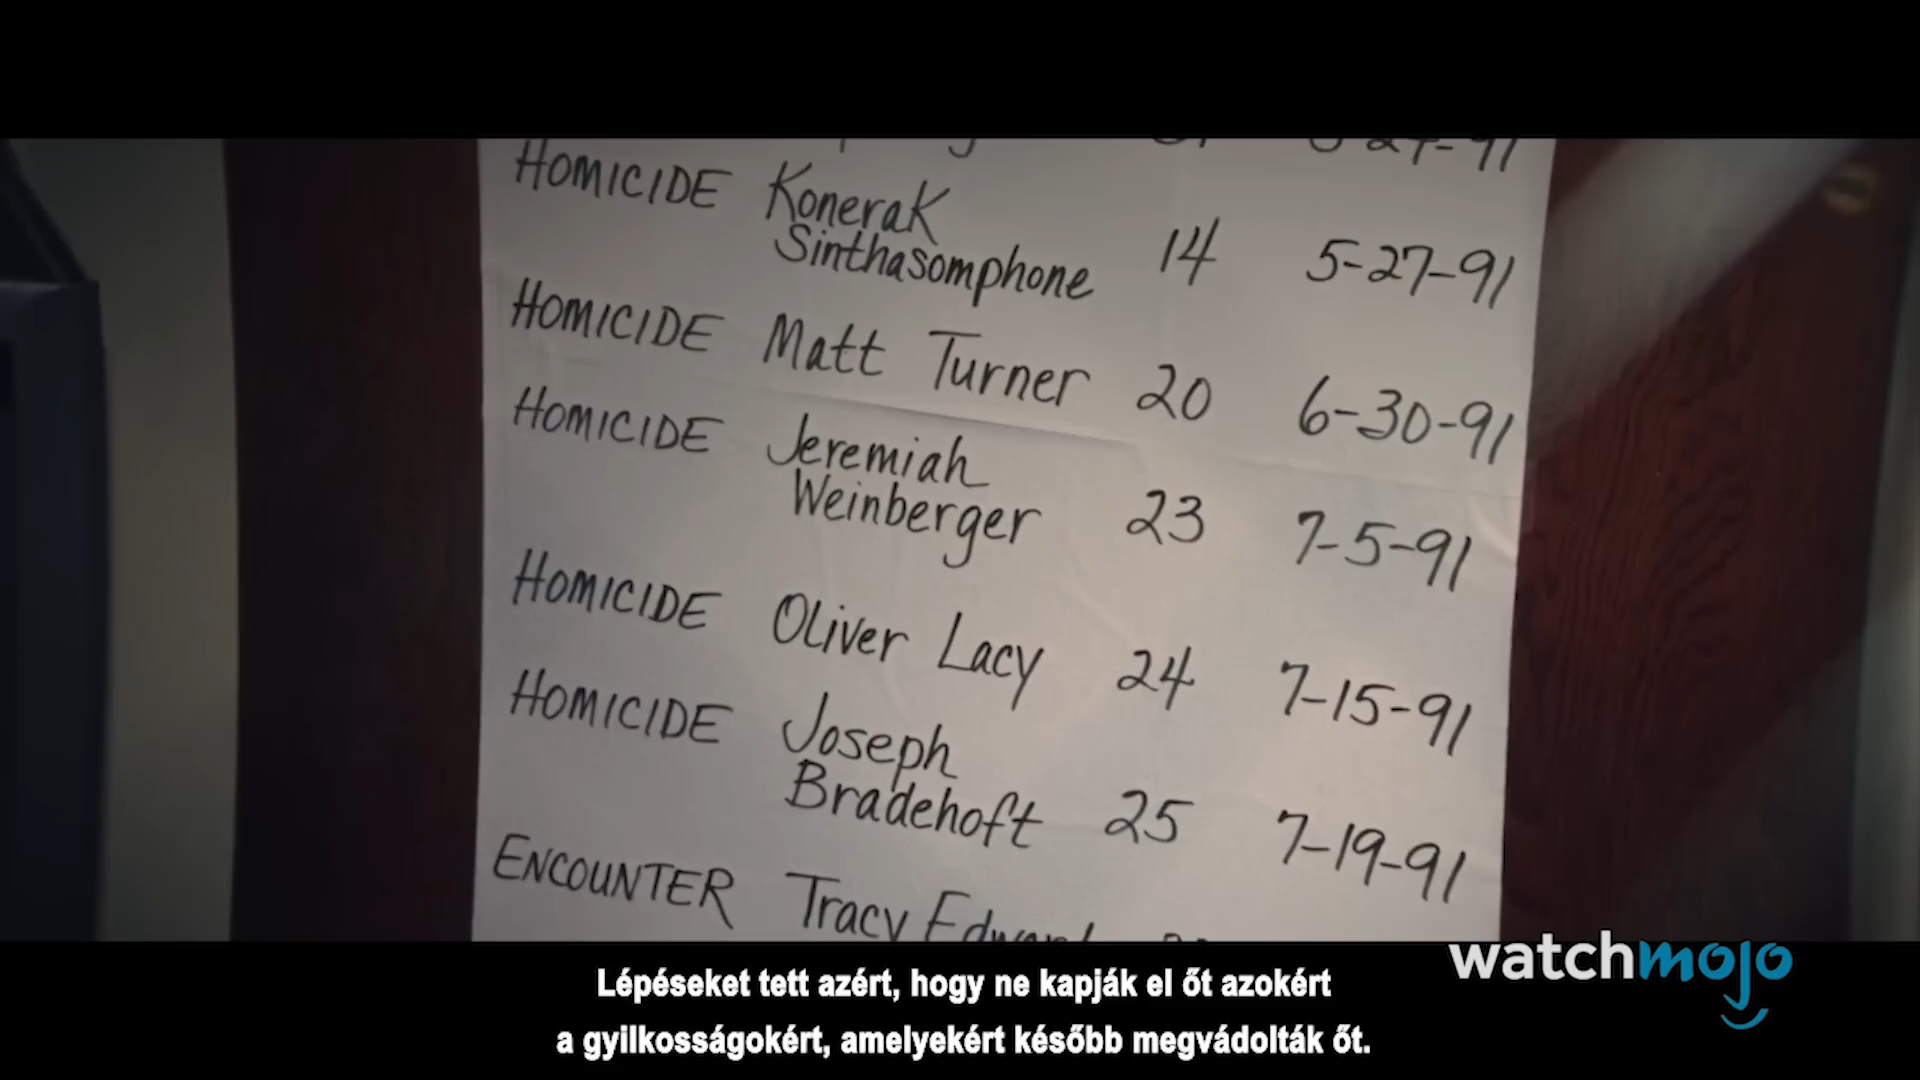 HOMICIDE Konerak
Sinthasomphone 14 5-27-91
HOMICIDE Matt Turner 20 6-30-91
HOMICIDE Jeremiah
Weinberger 23 7-5-91
HOMICIDE Oliver Lacy 24 7-15-91
HOMICIDE Joseph
Bradehoft 25 7-19-91
ENCOUNTER Tracy
watchmojo
Lépéseket tett azért, hogy ne kapják el őt azokért
a gyilkosságokért, amelyekért később megvádolták őt.